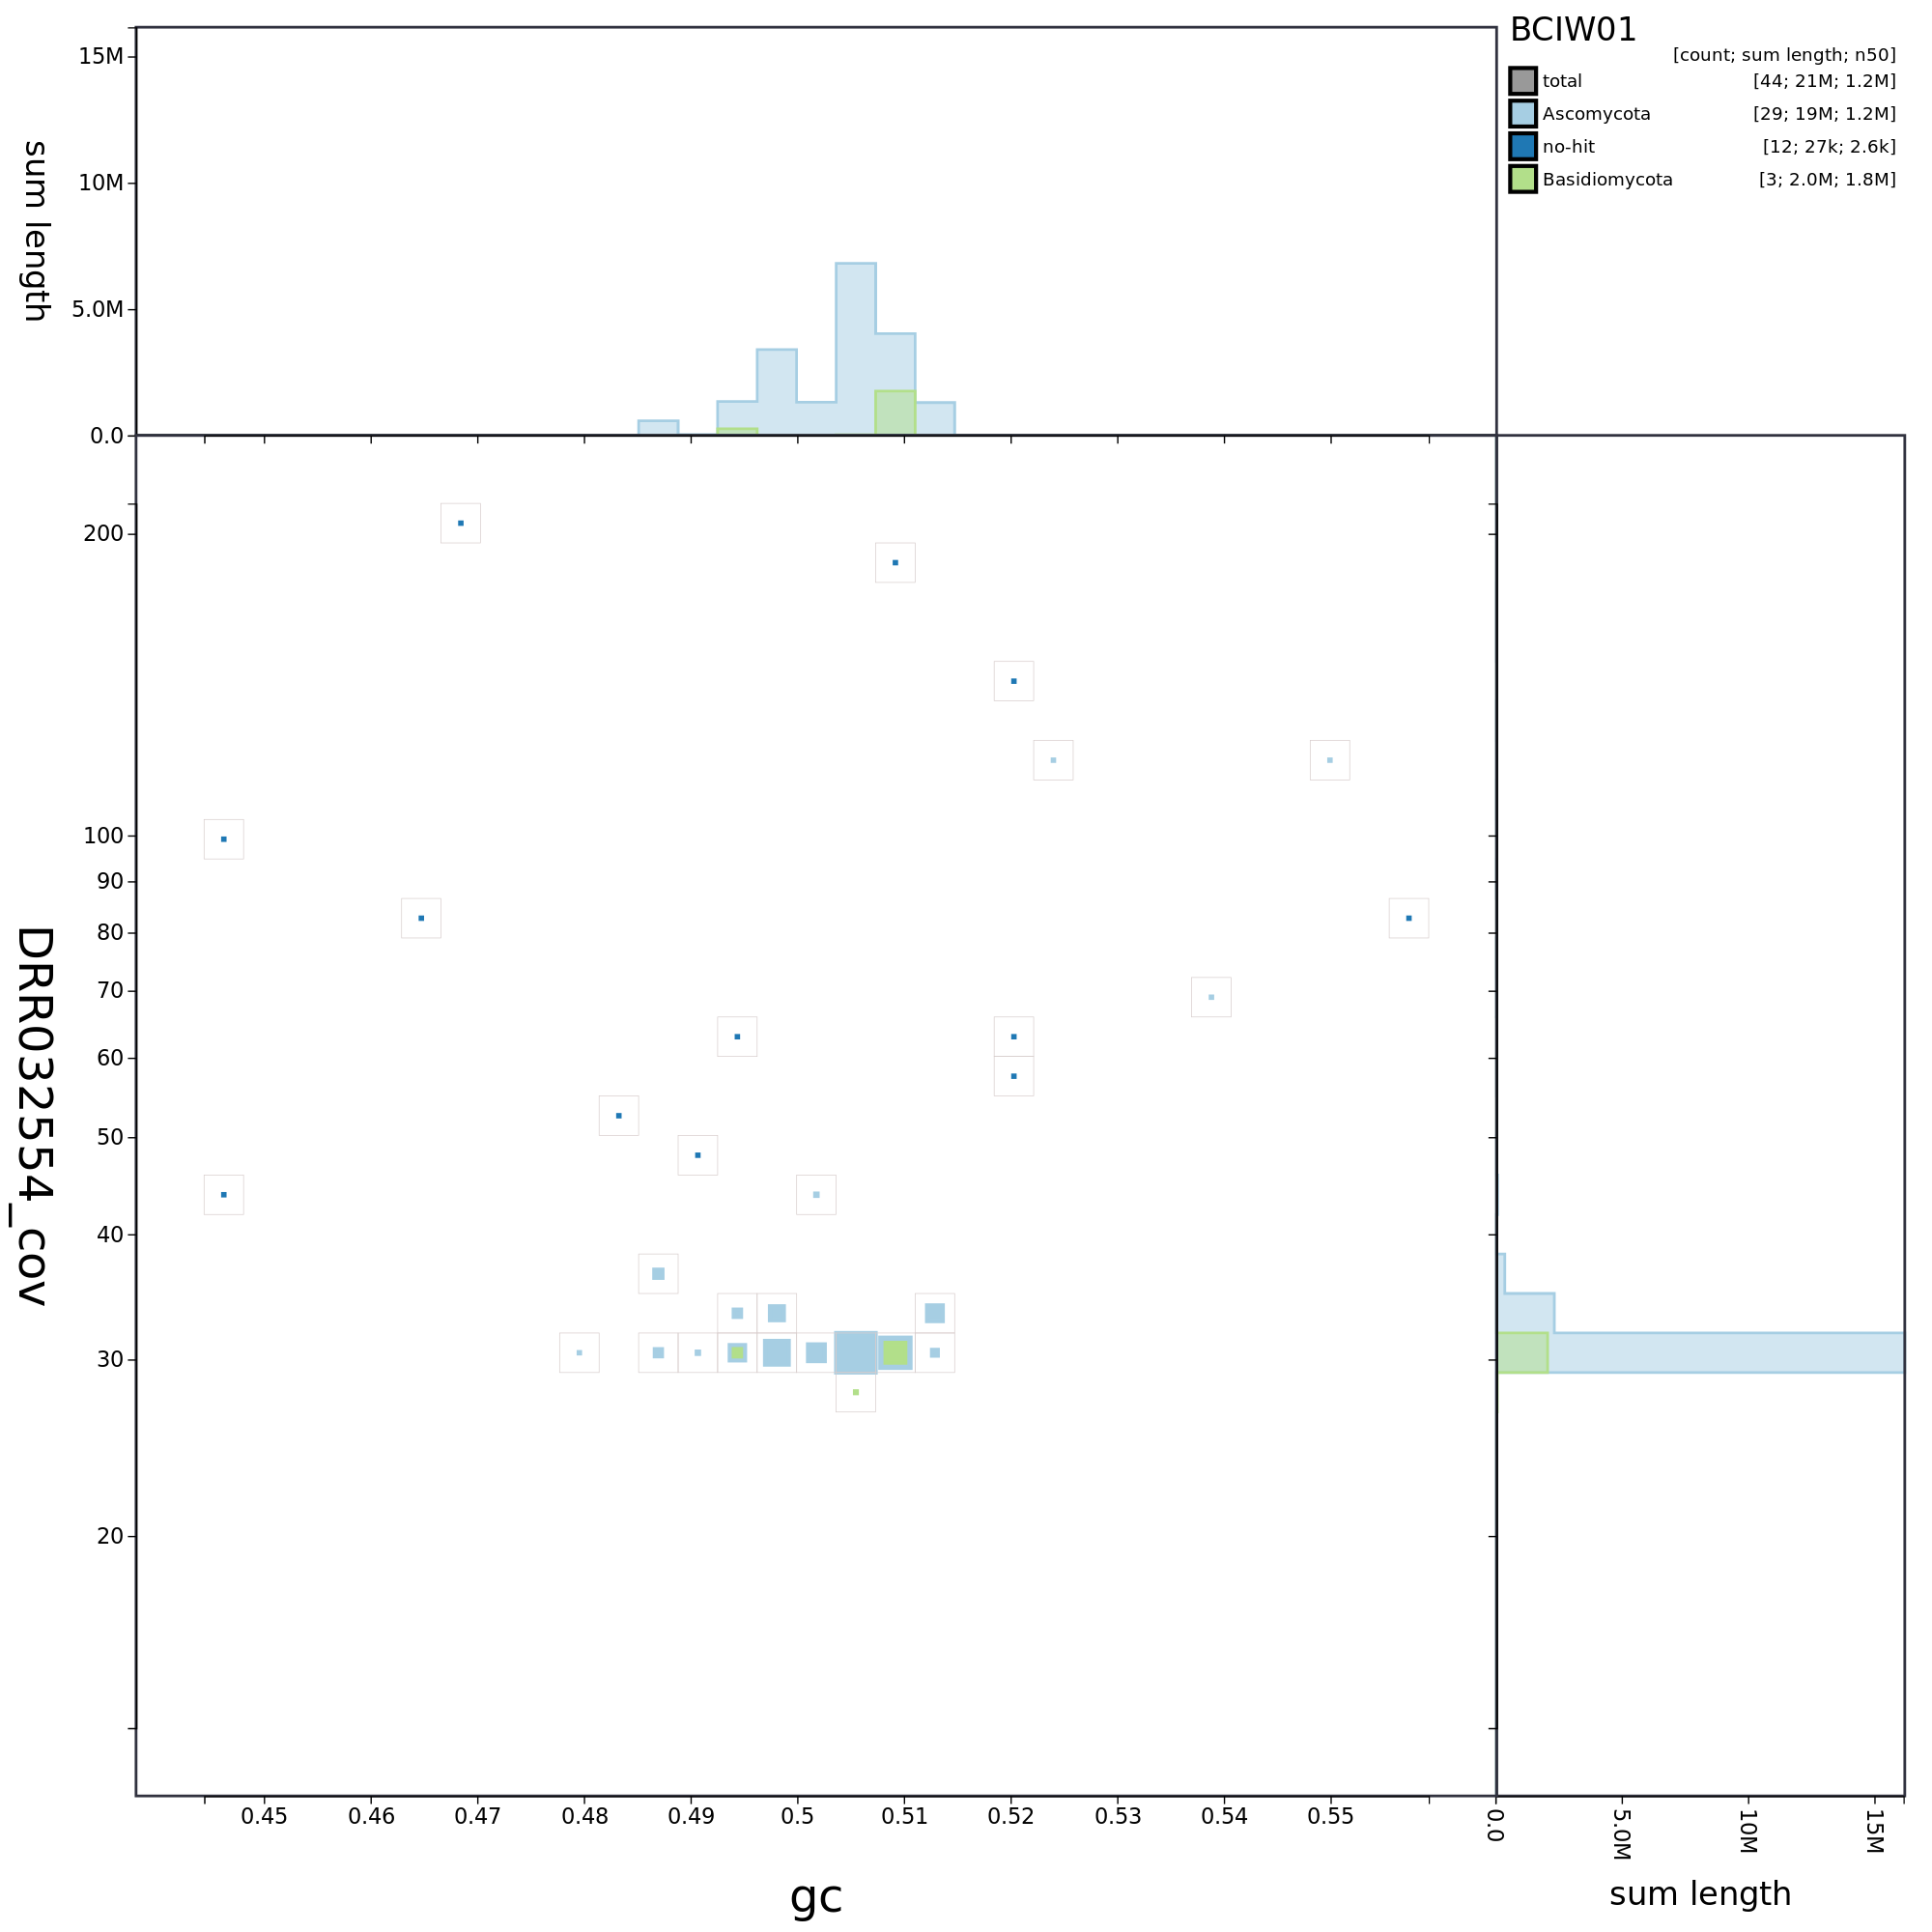 BCIW01
[count; sum length; n50]
total [44; 21M; 1.2M]
Ascomycota [29; 19M; 1.2M]
no-hit [12; 27k; 2.6k]
Basidiomycota [3; 2.0M; 1.8M]
sum length
15M
10M
5.0M
0.0
DRR032554_cov
200
100
90
80
70
60
50
40
30
20
0.45 0.46 0.47 0.48 0.49 0.5 0.51 0.52 0.53 0.54 0.55
gc
0.0 5.0M 10M 15M
sum length